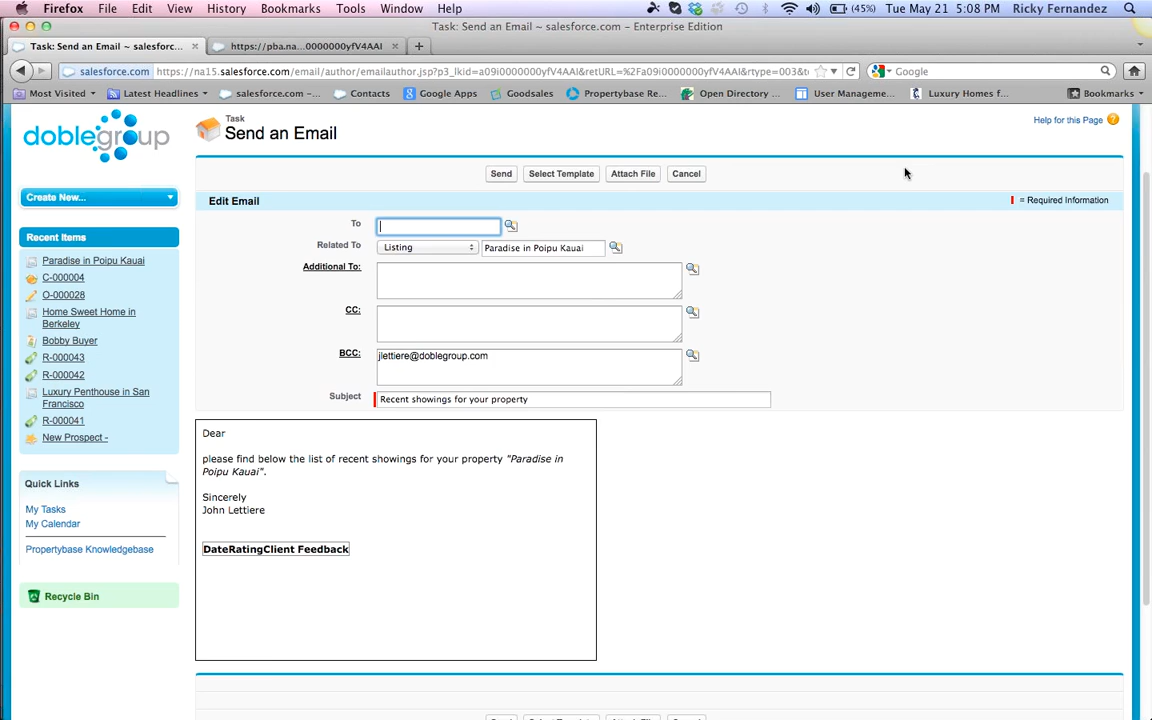 Firefox File Edit View History Bookmarks Tools Window Help (45%) Tue May 21 5:08 PM Ricky Fernandez
Task: Send an Email ~ salesforce.com - Enterprise Edition
Task: Send an Email ~ salesforc... https://pba.na...0000000yfV4AAI
salesforce.com https://na15.salesforce.com/email/author/emailauthor.jsp?p3_lkid=a09i0000000yfV4AAI&retURL=%2Fa09i0000000yfV4AAI&rtype=003&t Google
Most Visited Latest Headlines salesforce.com -... Contacts Google Apps Goodsales Propertybase Re... Open Directory ... User Manageme... Luxury Homes f... Bookmarks
doblegroup
Task
Send an Email
Help for this Page
Send Select Template Attach File Cancel
Create New...
Edit Email
= Required Information
Recent Items
Paradise in Poipu Kauai
C-000004
O-000028
Home Sweet Home in
Berkeley
Bobby Buyer
R-000043
R-000042
Luxury Penthouse in San
Francisco
R-000041
New Prospect -
Quick Links
My Tasks
My Calendar
Propertybase Knowledgebase
Recycle Bin
To
Related To Listing Paradise in Poipu Kauai
Additional To:
CC:
BCC: jlettiere@doblegroup.com
Subject Recent showings for your property
Dear
please find below the list of recent showings for your property "Paradise in
Poipu Kauai".
Sincerely
John Lettiere
DateRatingClient Feedback
Send Select Template Attach File Cancel